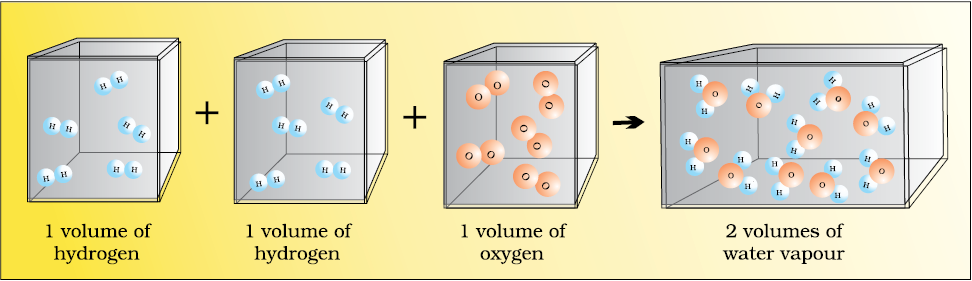 H H
H H
H H
H H
H H
+
H H
H H
H H
H H
H H
+
O O
O O
O O
O O
O O
→
H O H
H O H
H O H
H O H
H O H
H O H
H O H
H O H
H O H
H O H
1 volume of
hydrogen
1 volume of
hydrogen
1 volume of
oxygen
2 volumes of
water vapour